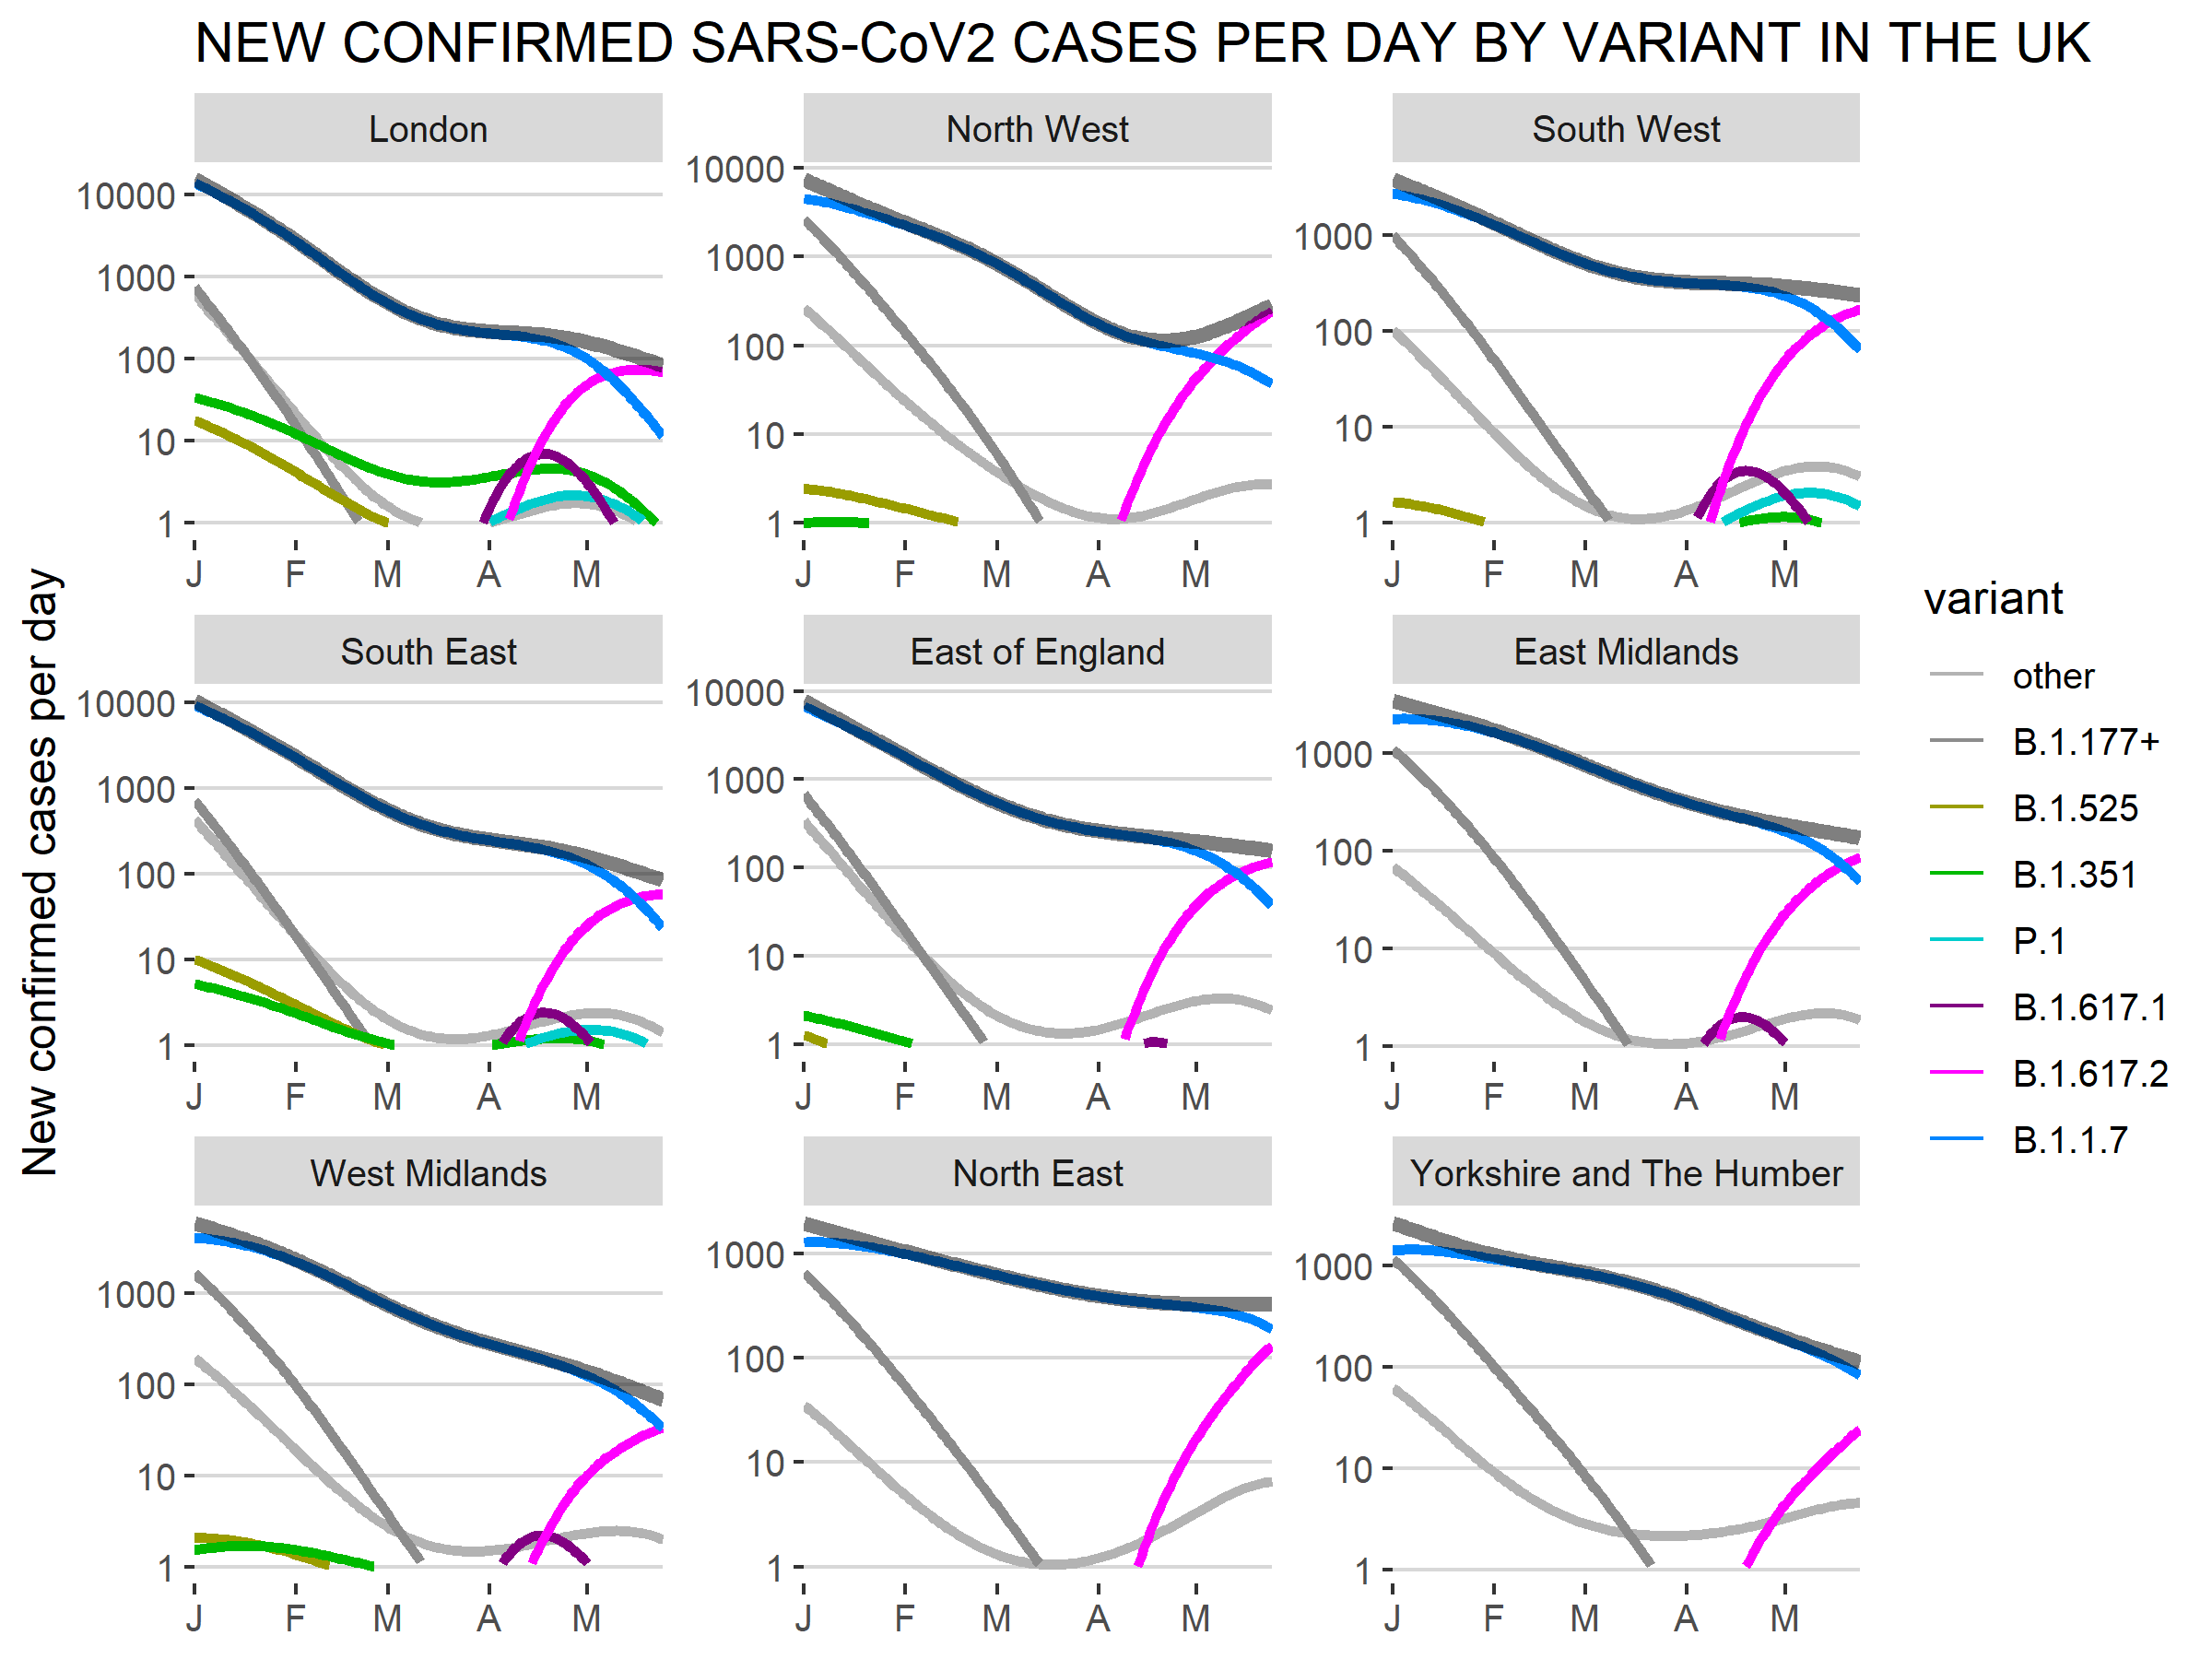 NEW CONFIRMED SARS-CoV2 CASES PER DAY BY VARIANT IN THE UK
New confirmed cases per day
London
10000
1000
100
10
1
J F M A M
North West
10000
1000
100
10
1
J F M A M
South West
1000
100
10
1
J F M A M
South East
10000
1000
100
10
1
J F M A M
East of England
10000
1000
100
10
1
J F M A M
East Midlands
1000
100
10
1
J F M A M
West Midlands
1000
100
10
1
J F M A M
North East
1000
100
10
1
J F M A M
Yorkshire and The Humber
1000
100
10
1
J F M A M
variant
other
B.1.177+
B.1.525
B.1.351
P.1
B.1.617.1
B.1.617.2
B.1.1.7